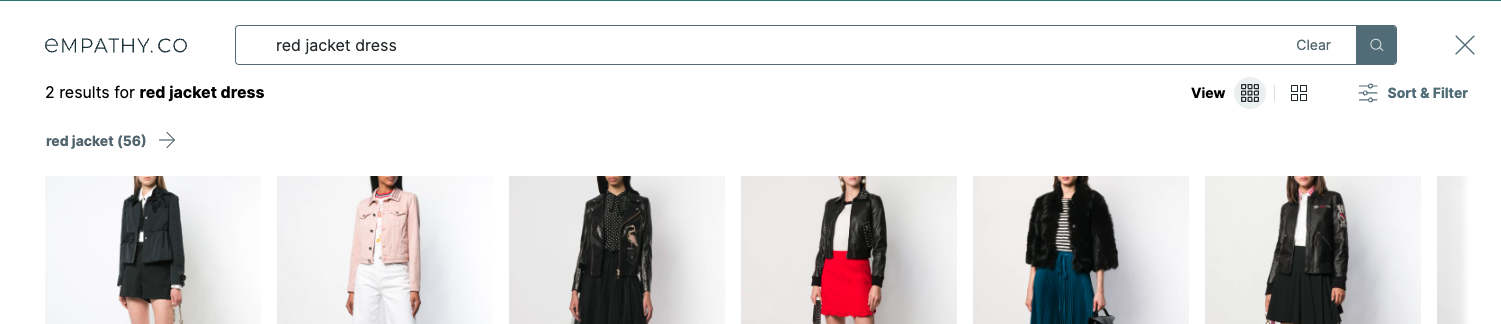 eMPATHY.CO
red jacket dress
Clear
2 results for red jacket dress
View
Sort & Filter
red jacket (56)